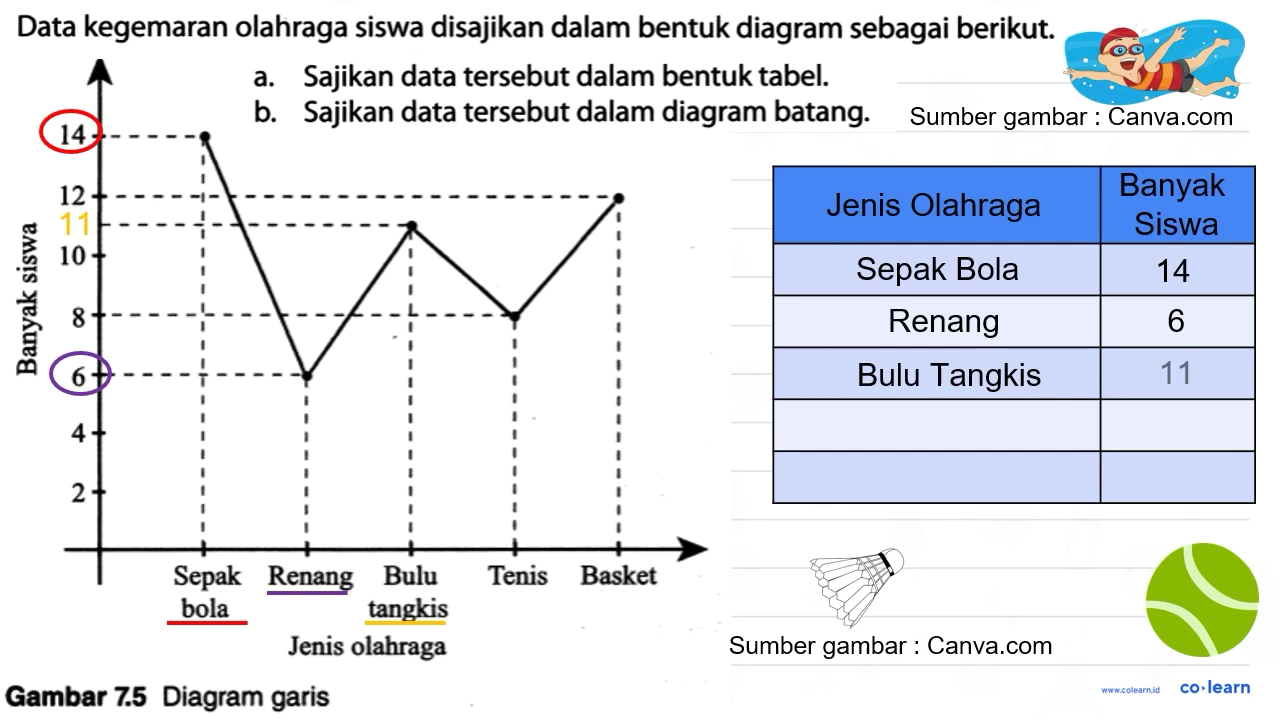 Data kegemaran olahraga siswa disajikan dalam bentuk diagram sebagai berikut.
a. Sajikan data tersebut dalam bentuk tabel.
b. Sajikan data tersebut dalam diagram batang.
Sumber gambar : Canva.com
Banyak siswa
14
12
11
10
8
6
4
2
Sepak bola
Renang
Bulu tangkis
Tenis
Basket
Jenis olahraga
Gambar 7.5 Diagram garis
Jenis Olahraga
Banyak Siswa
Sepak Bola 14
Renang 6
Bulu Tangkis 11
Sumber gambar : Canva.com
www.colearn.id
co·learn